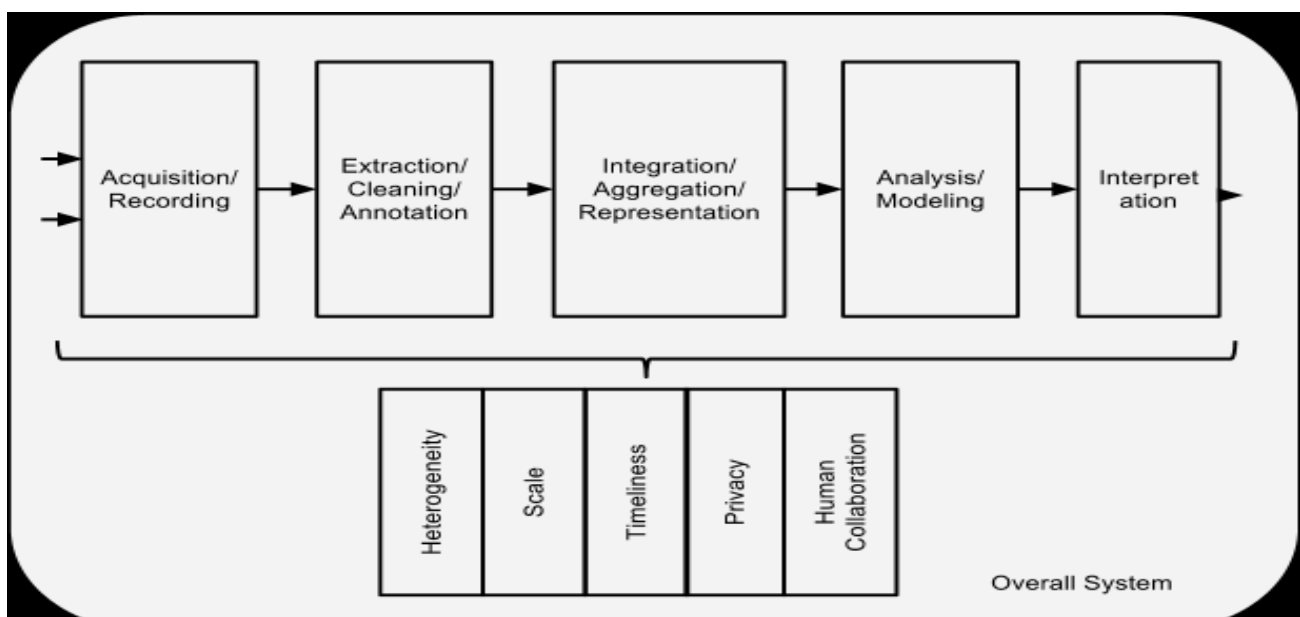 Acquisition/
Recording
Extraction/
Cleaning/
Annotation
Integration/
Aggregation/
Representation
Analysis/
Modeling
Interpret
ation
Heterogeneity
Scale
Timeliness
Privacy
Human
Collaboration
Overall System